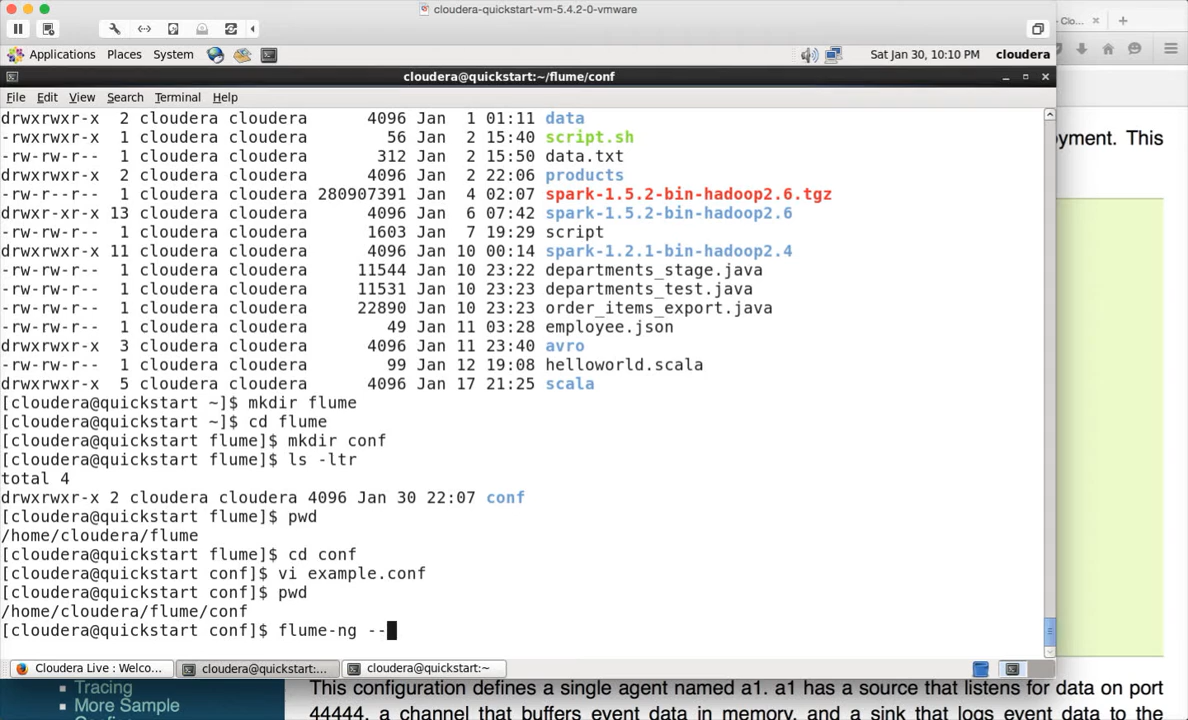 cloudera-quickstart-vm-5.4.2-0-vmware
Clo...
Applications Places System Sat Jan 30, 10:10 PM cloudera
cloudera@quickstart:~/flume/conf
File Edit View Search Terminal Help
drwxrwxr-x 2 cloudera cloudera 4096 Jan 1 01:11 data
-rwxrwxr-x 1 cloudera cloudera 56 Jan 2 15:40 script.sh
-rw-rw-r-- 1 cloudera cloudera 312 Jan 2 15:50 data.txt
drwxrwxr-x 2 cloudera cloudera 4096 Jan 2 22:06 products
-rw-r--r-- 1 cloudera cloudera 280907391 Jan 4 02:07 spark-1.5.2-bin-hadoop2.6.tgz
drwxr-xr-x 13 cloudera cloudera 4096 Jan 6 07:42 spark-1.5.2-bin-hadoop2.6
-rw-rw-r-- 1 cloudera cloudera 1603 Jan 7 19:29 script
drwxrwxr-x 11 cloudera cloudera 4096 Jan 10 00:14 spark-1.2.1-bin-hadoop2.4
-rw-rw-r-- 1 cloudera cloudera 11544 Jan 10 23:22 departments_stage.java
-rw-rw-r-- 1 cloudera cloudera 11531 Jan 10 23:23 departments_test.java
-rw-rw-r-- 1 cloudera cloudera 22890 Jan 10 23:23 order_items_export.java
-rw-rw-r-- 1 cloudera cloudera 49 Jan 11 03:28 employee.json
drwxrwxr-x 3 cloudera cloudera 4096 Jan 11 23:40 avro
-rw-rw-r-- 1 cloudera cloudera 99 Jan 12 19:08 helloworld.scala
drwxrwxr-x 5 cloudera cloudera 4096 Jan 17 21:25 scala
[cloudera@quickstart ~]$ mkdir flume
[cloudera@quickstart ~]$ cd flume
[cloudera@quickstart flume]$ mkdir conf
[cloudera@quickstart flume]$ ls -ltr
total 4
drwxrwxr-x 2 cloudera cloudera 4096 Jan 30 22:07 conf
[cloudera@quickstart flume]$ pwd
/home/cloudera/flume
[cloudera@quickstart flume]$ cd conf
[cloudera@quickstart conf]$ vi example.conf
[cloudera@quickstart conf]$ pwd
/home/cloudera/flume/conf
[cloudera@quickstart conf]$ flume-ng --
Cloudera Live : Welco... cloudera@quickstart:... cloudera@quickstart:~
yment. This
Tracing
More Sample
This configuration defines a single agent named a1. a1 has a source that listens for data on port
44444, a channel that buffers event data in memory, and a sink that logs event data to the